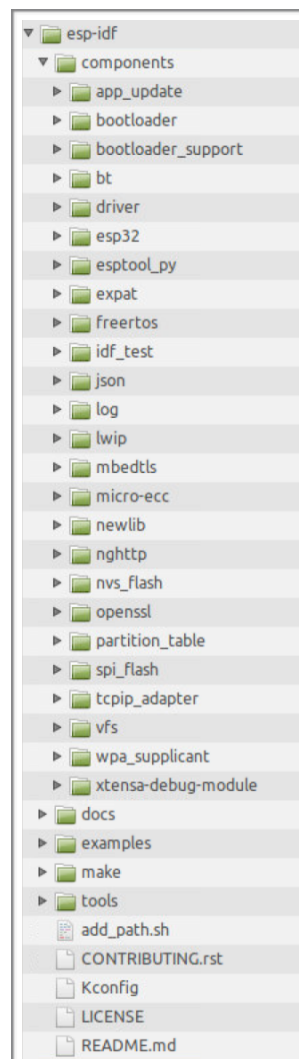 esp-idf
components
app_update
bootloader
bootloader_support
bt
driver
esp32
esptool_py
expat
freertos
idf_test
json
log
lwip
mbedtls
micro-ecc
newlib
nghttp
nvs_flash
openssl
partition_table
spi_flash
tcpip_adapter
vfs
wpa_supplicant
xtensa-debug-module
docs
examples
make
tools
add_path.sh
CONTRIBUTING.rst
Kconfig
LICENSE
README.md